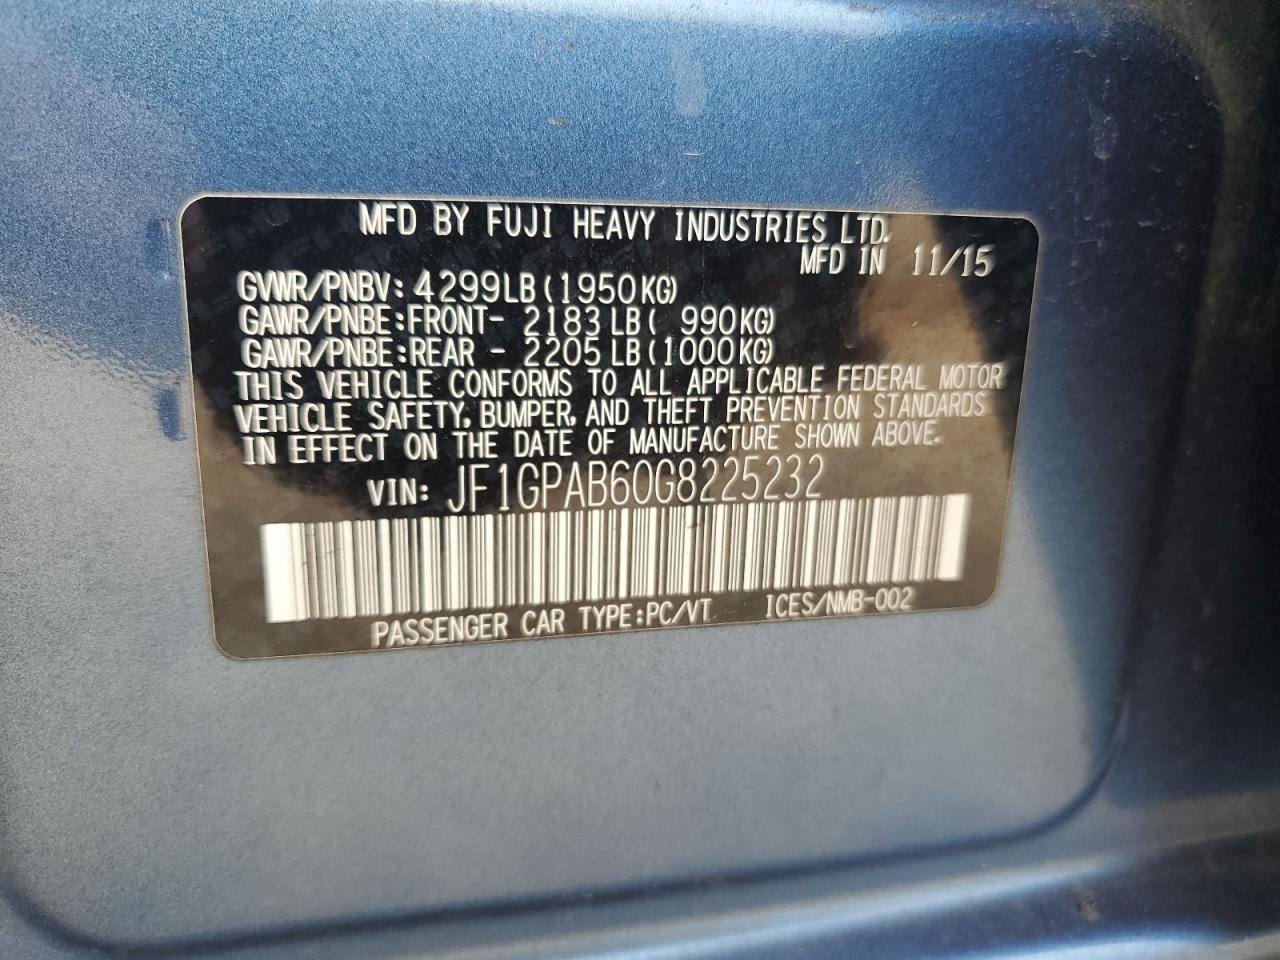 MFD BY FUJI HEAVY INDUSTRIES LTD.
MFD IN 11/15
GVWR/PNBV: 4299LB (1950KG)
GAWR/PNBE:FRONT- 2183 LB ( 990KG)
GAWR/PNBE:REAR - 2205 LB (1000KG)
THIS VEHICLE CONFORMS TO ALL APPLICABLE FEDERAL MOTOR
VEHICLE SAFETY, BUMPER, AND THEFT PREVENTION STANDARDS
IN EFFECT ON THE DATE OF MANUFACTURE SHOWN ABOVE.
VIN: JF1GPAB60G8225232
PASSENGER CAR TYPE:PC/VT ICES/NMB-002